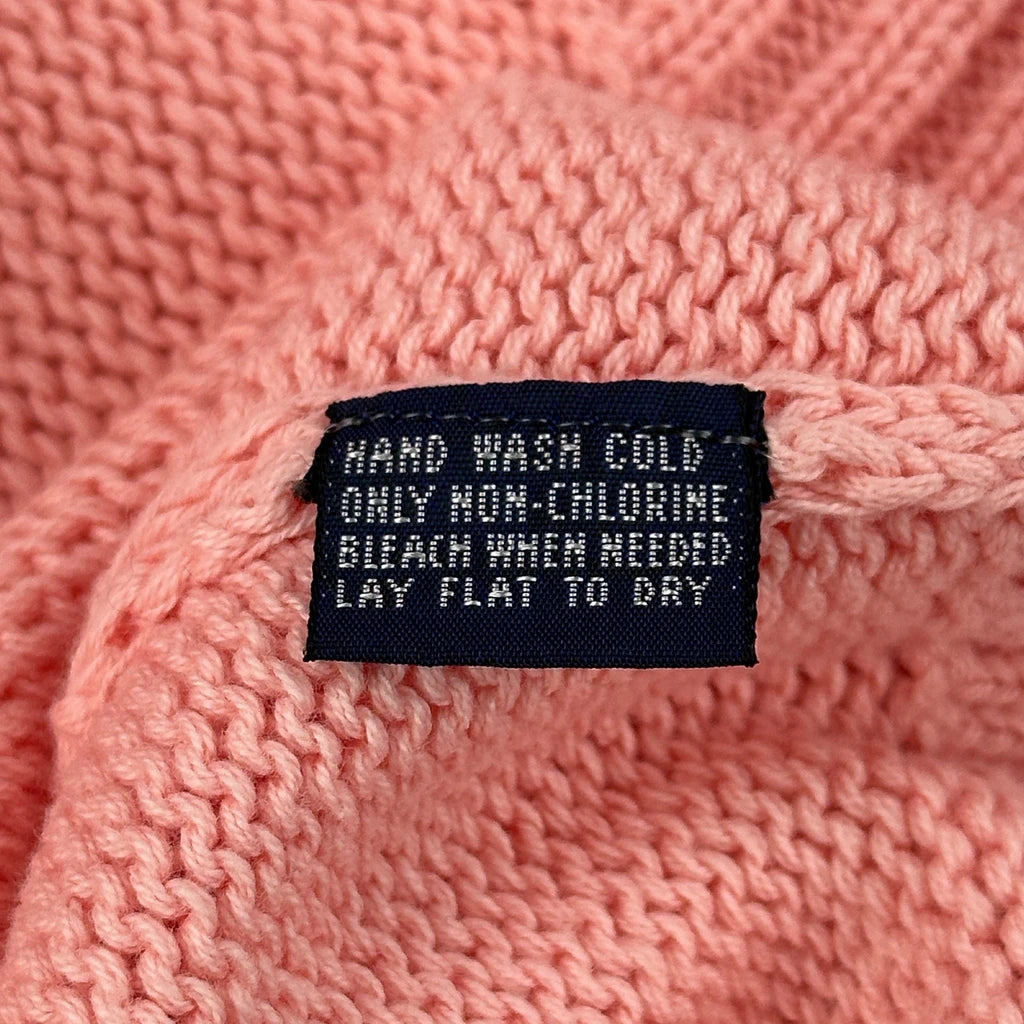 HAND WASH COLD
ONLY NON-CHLORINE
BLEACH WHEN NEEDED
LAY FLAT TO DRY